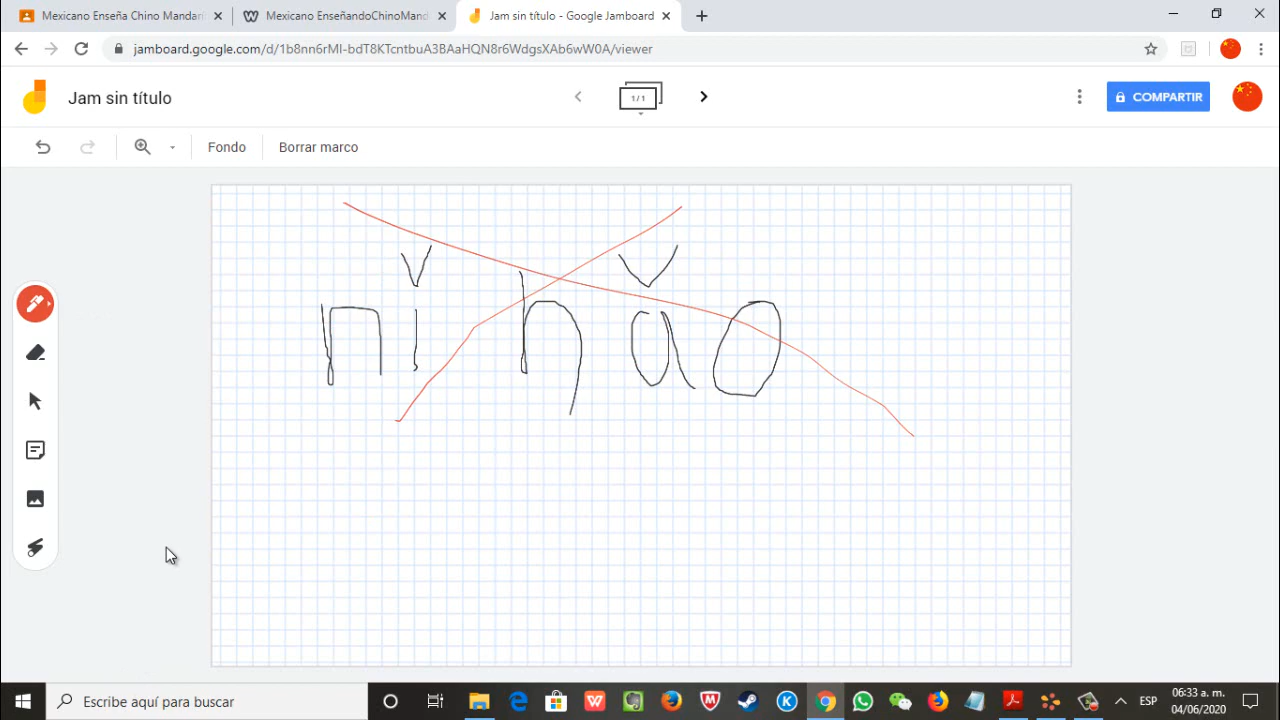 Mexicano Enseña Chino Mandari
Mexicano EnseñandoChinoMand
Jam sin título - Google Jamboard
jamboard.google.com/d/1b8nn6rMI-bdT8KTcntbuA3BAaHQN8r6WdgsXAb6wW0A/viewer
Jam sin título
1/1
COMPARTIR
Fondo
Borrar marco
nǐ hǎo
Escribe aquí para buscar
ESP
06:33 a. m.
04/06/2020